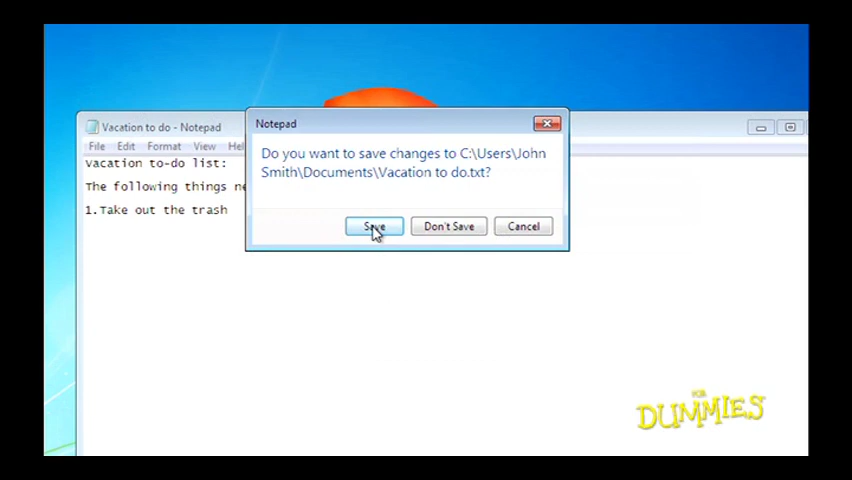 Vacation to do - Notepad
File Edit Format View Hel
Vacation to-do list:
The following things ne
1.Take out the trash
Notepad
Do you want to save changes to C:\Users\John
Smith\Documents\Vacation to do.txt?
Save Don't Save Cancel
FOR
DUMMIES